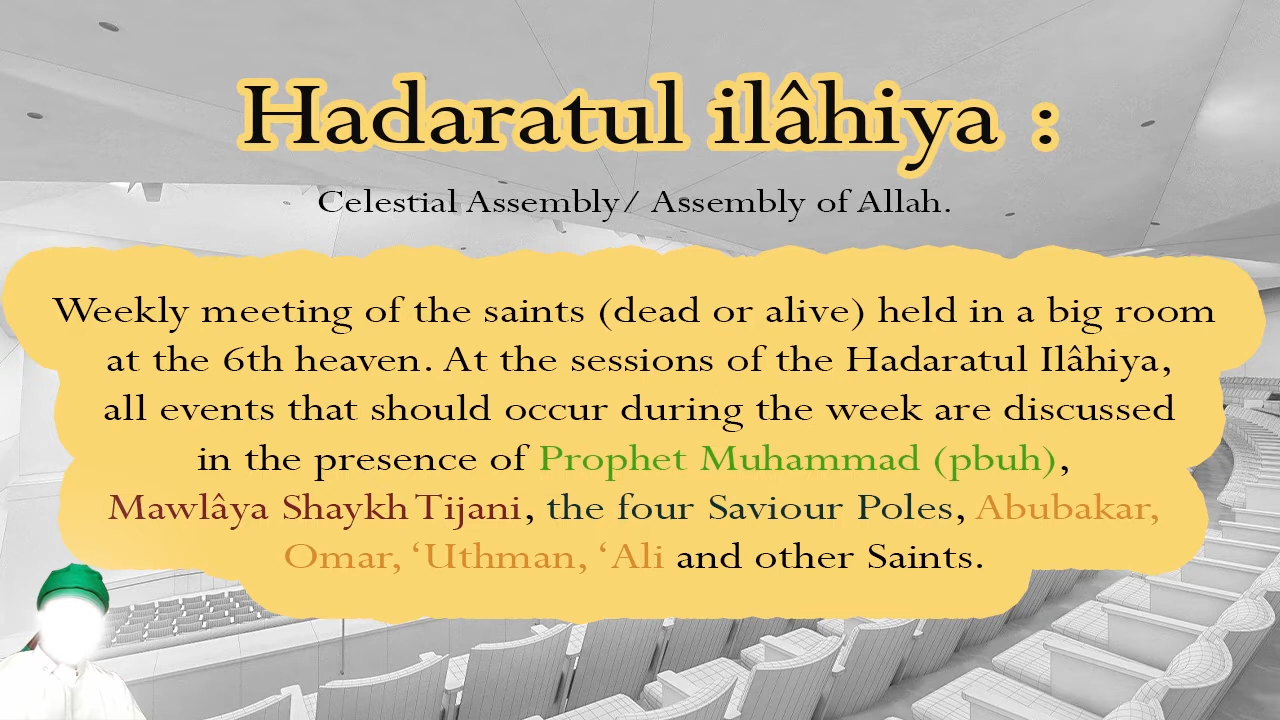 Hadaratul ilâhiya :
Celestial Assembly/ Assembly of Allah.
Weekly meeting of the saints (dead or alive) held in a big room
at the 6th heaven. At the sessions of the Hadaratul Ilâhiya,
all events that should occur during the week are discussed
in the presence of Prophet Muhammad (pbuh),
Mawlâya Shaykh Tijani, the four Saviour Poles, Abubakar,
Omar, ‘Uthman, ‘Ali and other Saints.